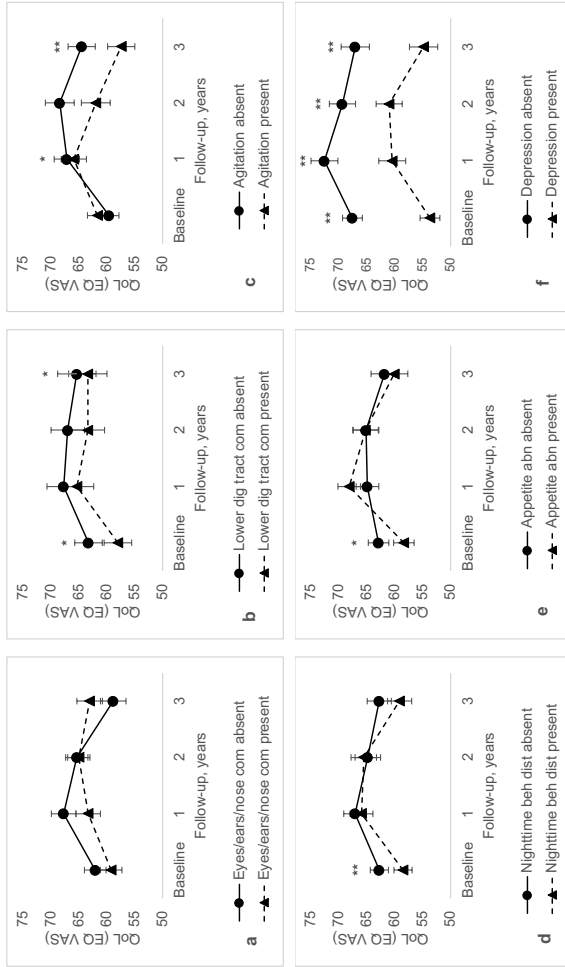 75
70
65
60
55
50
QoL (EQ VAS)
Baseline
1
2
3
Follow-up, years
Eyes/ears/nose com absent
Eyes/ears/nose com present
a
75
70
65
60
55
50
QoL (EQ VAS)
*
*
Baseline
1
2
3
Follow-up, years
Lower dig tract com absent
Lower dig tract com present
b
75
70
65
60
55
50
QoL (EQ VAS)
*
**
Baseline
1
2
3
Follow-up, years
Agitation absent
Agitation present
c
75
70
65
60
55
50
QoL (EQ VAS)
**
Baseline
1
2
3
Follow-up, years
Nighttime beh dist absent
Nighttime beh dist present
d
75
70
65
60
55
50
QoL (EQ VAS)
*
Baseline
1
2
3
Follow-up, years
Appetite abn absent
Appetite abn present
e
75
70
65
60
55
50
QoL (EQ VAS)
**
**
**
**
Baseline
1
2
3
Follow-up, years
Depression absent
Depression present
f